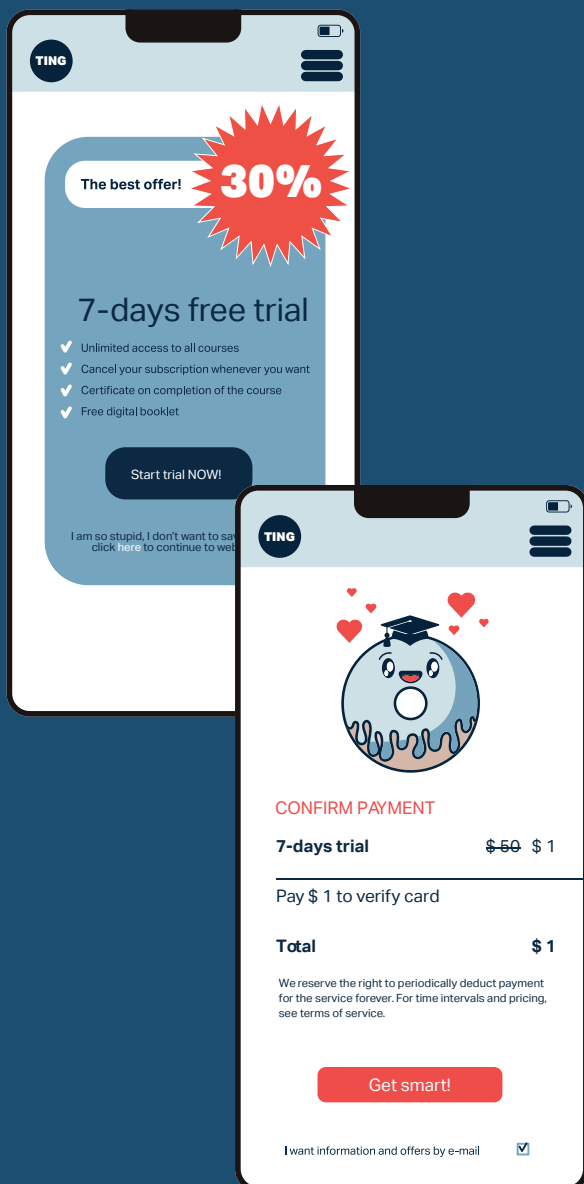 TING
The best offer!
30%
7-days free trial
Unlimited access to all courses
Cancel your subscription whenever you want
Certificate on completion of the course
Free digital booklet
Start trial NOW!
I am so stupid, I don't want to
click here to continue to
TING
CONFIRM PAYMENT
7-days trial $ 50 $ 1
Pay $ 1 to verify card
Total $ 1
We reserve the right to periodically deduct payment
for the service forever. For time intervals and pricing,
see terms of service.
Get smart!
I want information and offers by e-mail